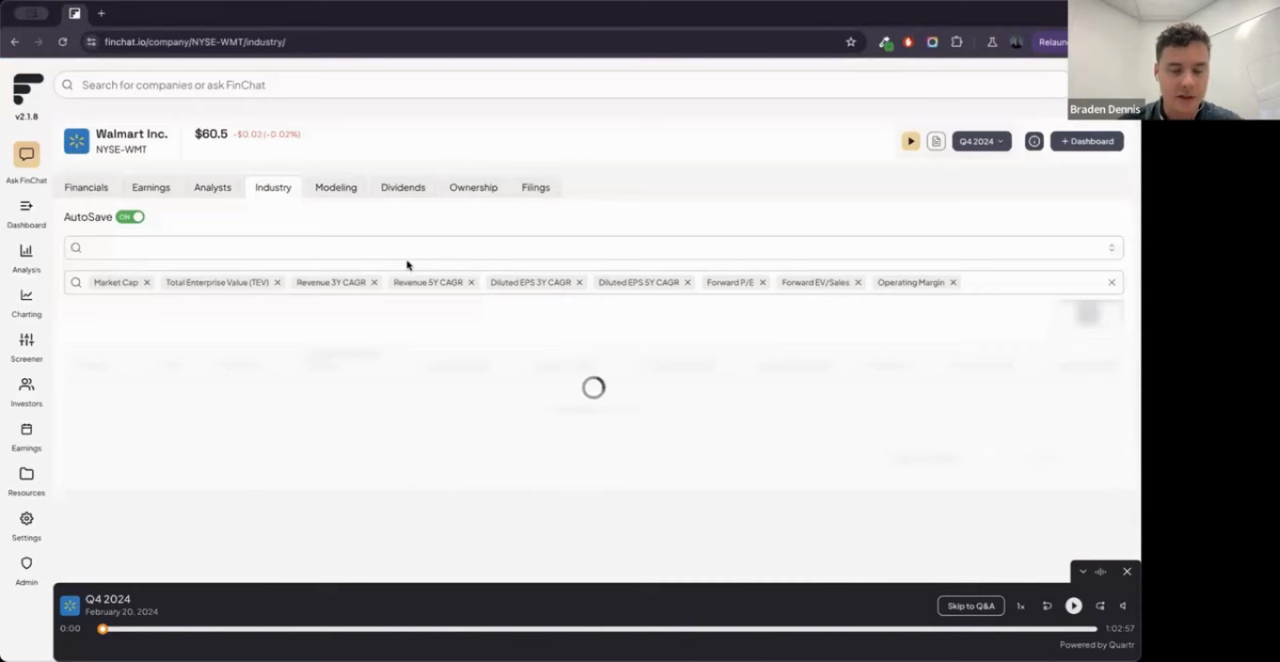 finchat.io/company/NYSE-WMT/industry/
Relaun
Braden Dennis
v2.1.8
Search for companies or ask FinChat
Walmart Inc.
NYSE-WMT
$60.5 -$0.02 (-0.02%)
Q4 2024
+ Dashboard
Ask FinChat
Dashboard
Analysis
Charting
Screener
Investors
Earnings
Resources
Settings
Admin
Financials Earnings Analysts Industry Modeling Dividends Ownership Filings
AutoSave ON
Market Cap Total Enterprise Value (TEV) Revenue 3Y CAGR Revenue 5Y CAGR Diluted EPS 3Y CAGR Diluted EPS 5Y CAGR Forward P/E Forward EV/Sales Operating Margin
Q4 2024
February 20, 2024
Skip to Q&A 1x
0:00 1:02:57
Powered by Quartr